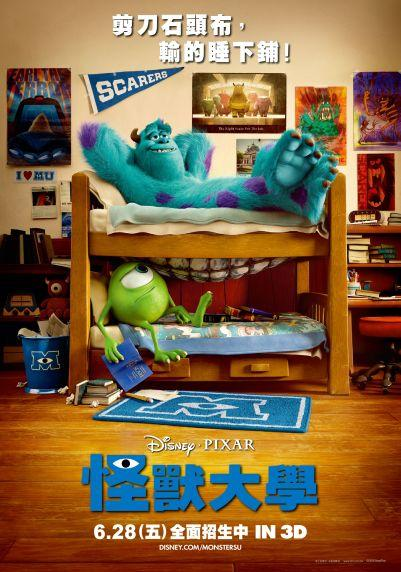 剪刀石頭布，
輸的睡下鋪！
SCARERS
I MU
DISNEY · PIXAR
怪獸大學
6.28(五) 全面招生中 IN 3D
DISNEY.COM/MONSTERSU